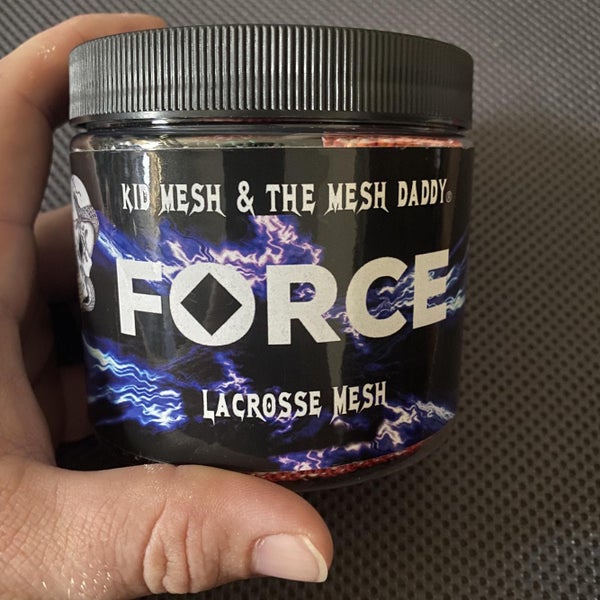 KID MESH & THE MESH DADDY®
FORCE
LACROSSE MESH